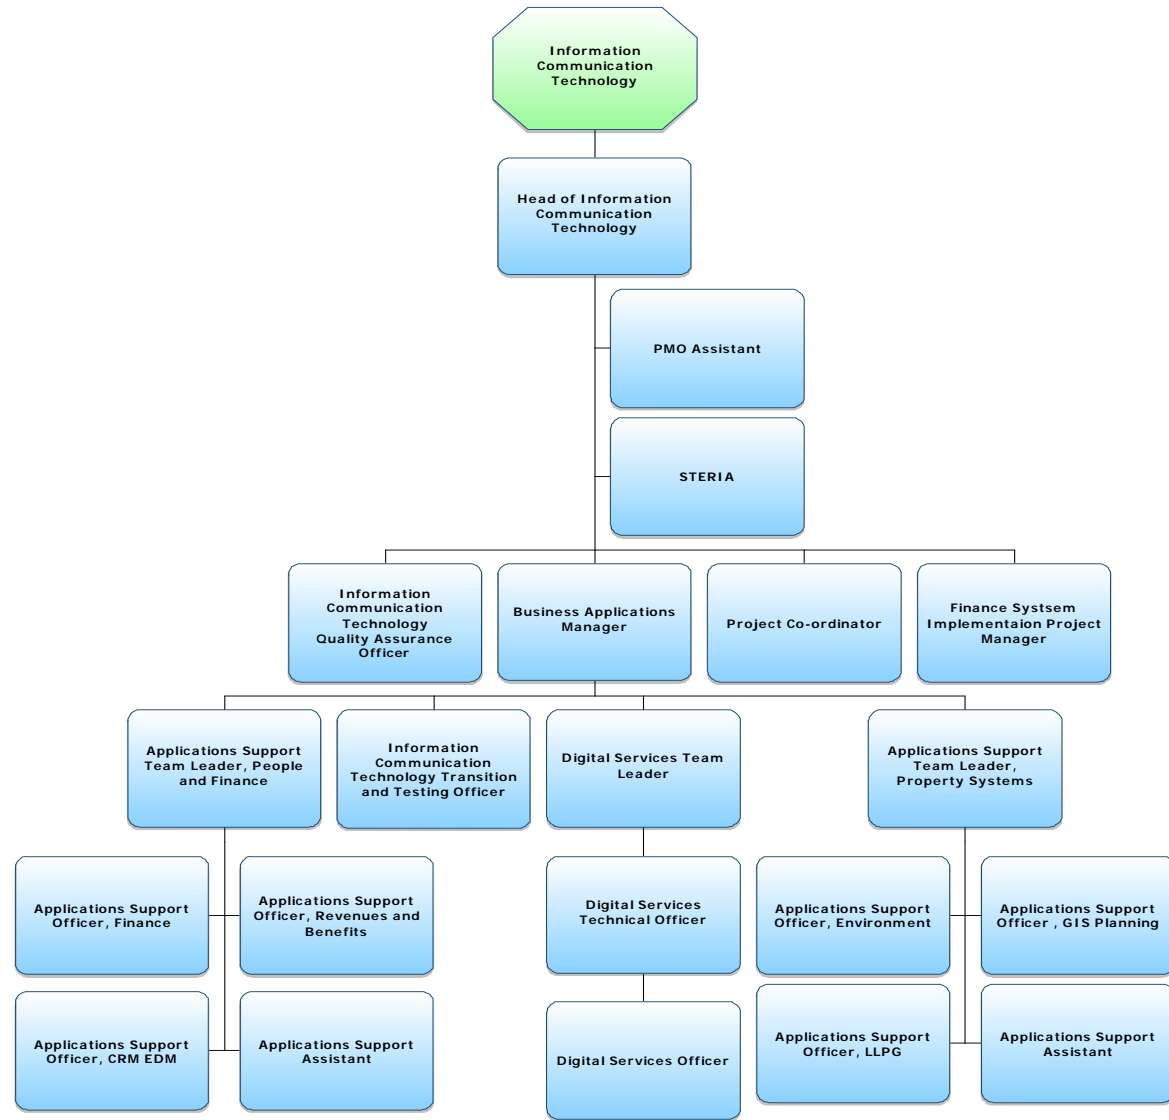 Information
Communication
Technology
Head of Information
Communication
Technology
PMO Assistant
STERIA
Information
Communication
Technology
Quality Assurance
Officer
Business Applications
Manager
Project Co-ordinator
Finance Systsem
Implementaion Project
Manager
Applications Support
Team Leader, People
and Finance
Information
Communication
Technology Transition
and Testing Officer
Digital Services Team
Leader
Applications Support
Team Leader,
Property Systems
Applications Support
Officer, Finance
Applications Support
Officer, Revenues and
Benefits
Digital Services
Technical Officer
Applications Support
Officer, Environment
Applications Support
Officer , GIS Planning
Applications Support
Officer, CRM EDM
Applications Support
Assistant
Digital Services Officer
Applications Support
Officer, LLPG
Applications Support
Assistant